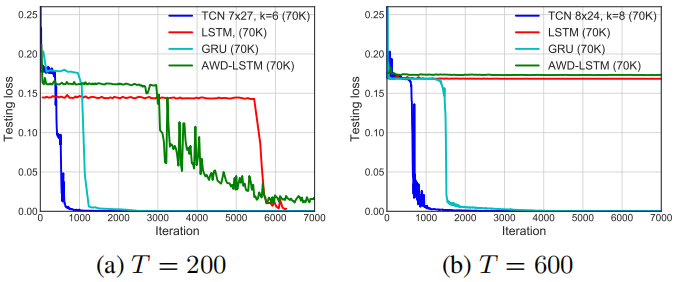 0.25
0.20
0.15
0.10
0.05
0.00
Testing loss
TCN 7x27, k=6 (70K)
LSTM, (70K)
GRU (70K)
AWD-LSTM (70K)
0 1000 2000 3000 4000 5000 6000 7000
Iteration
(a) T = 200
0.25
0.20
0.15
0.10
0.05
0.00
Testing loss
TCN 8x24, k=8 (70K)
LSTM (70K)
GRU (70K)
AWD-LSTM (70K)
0 1000 2000 3000 4000 5000 6000 7000
Iteration
(b) T = 600